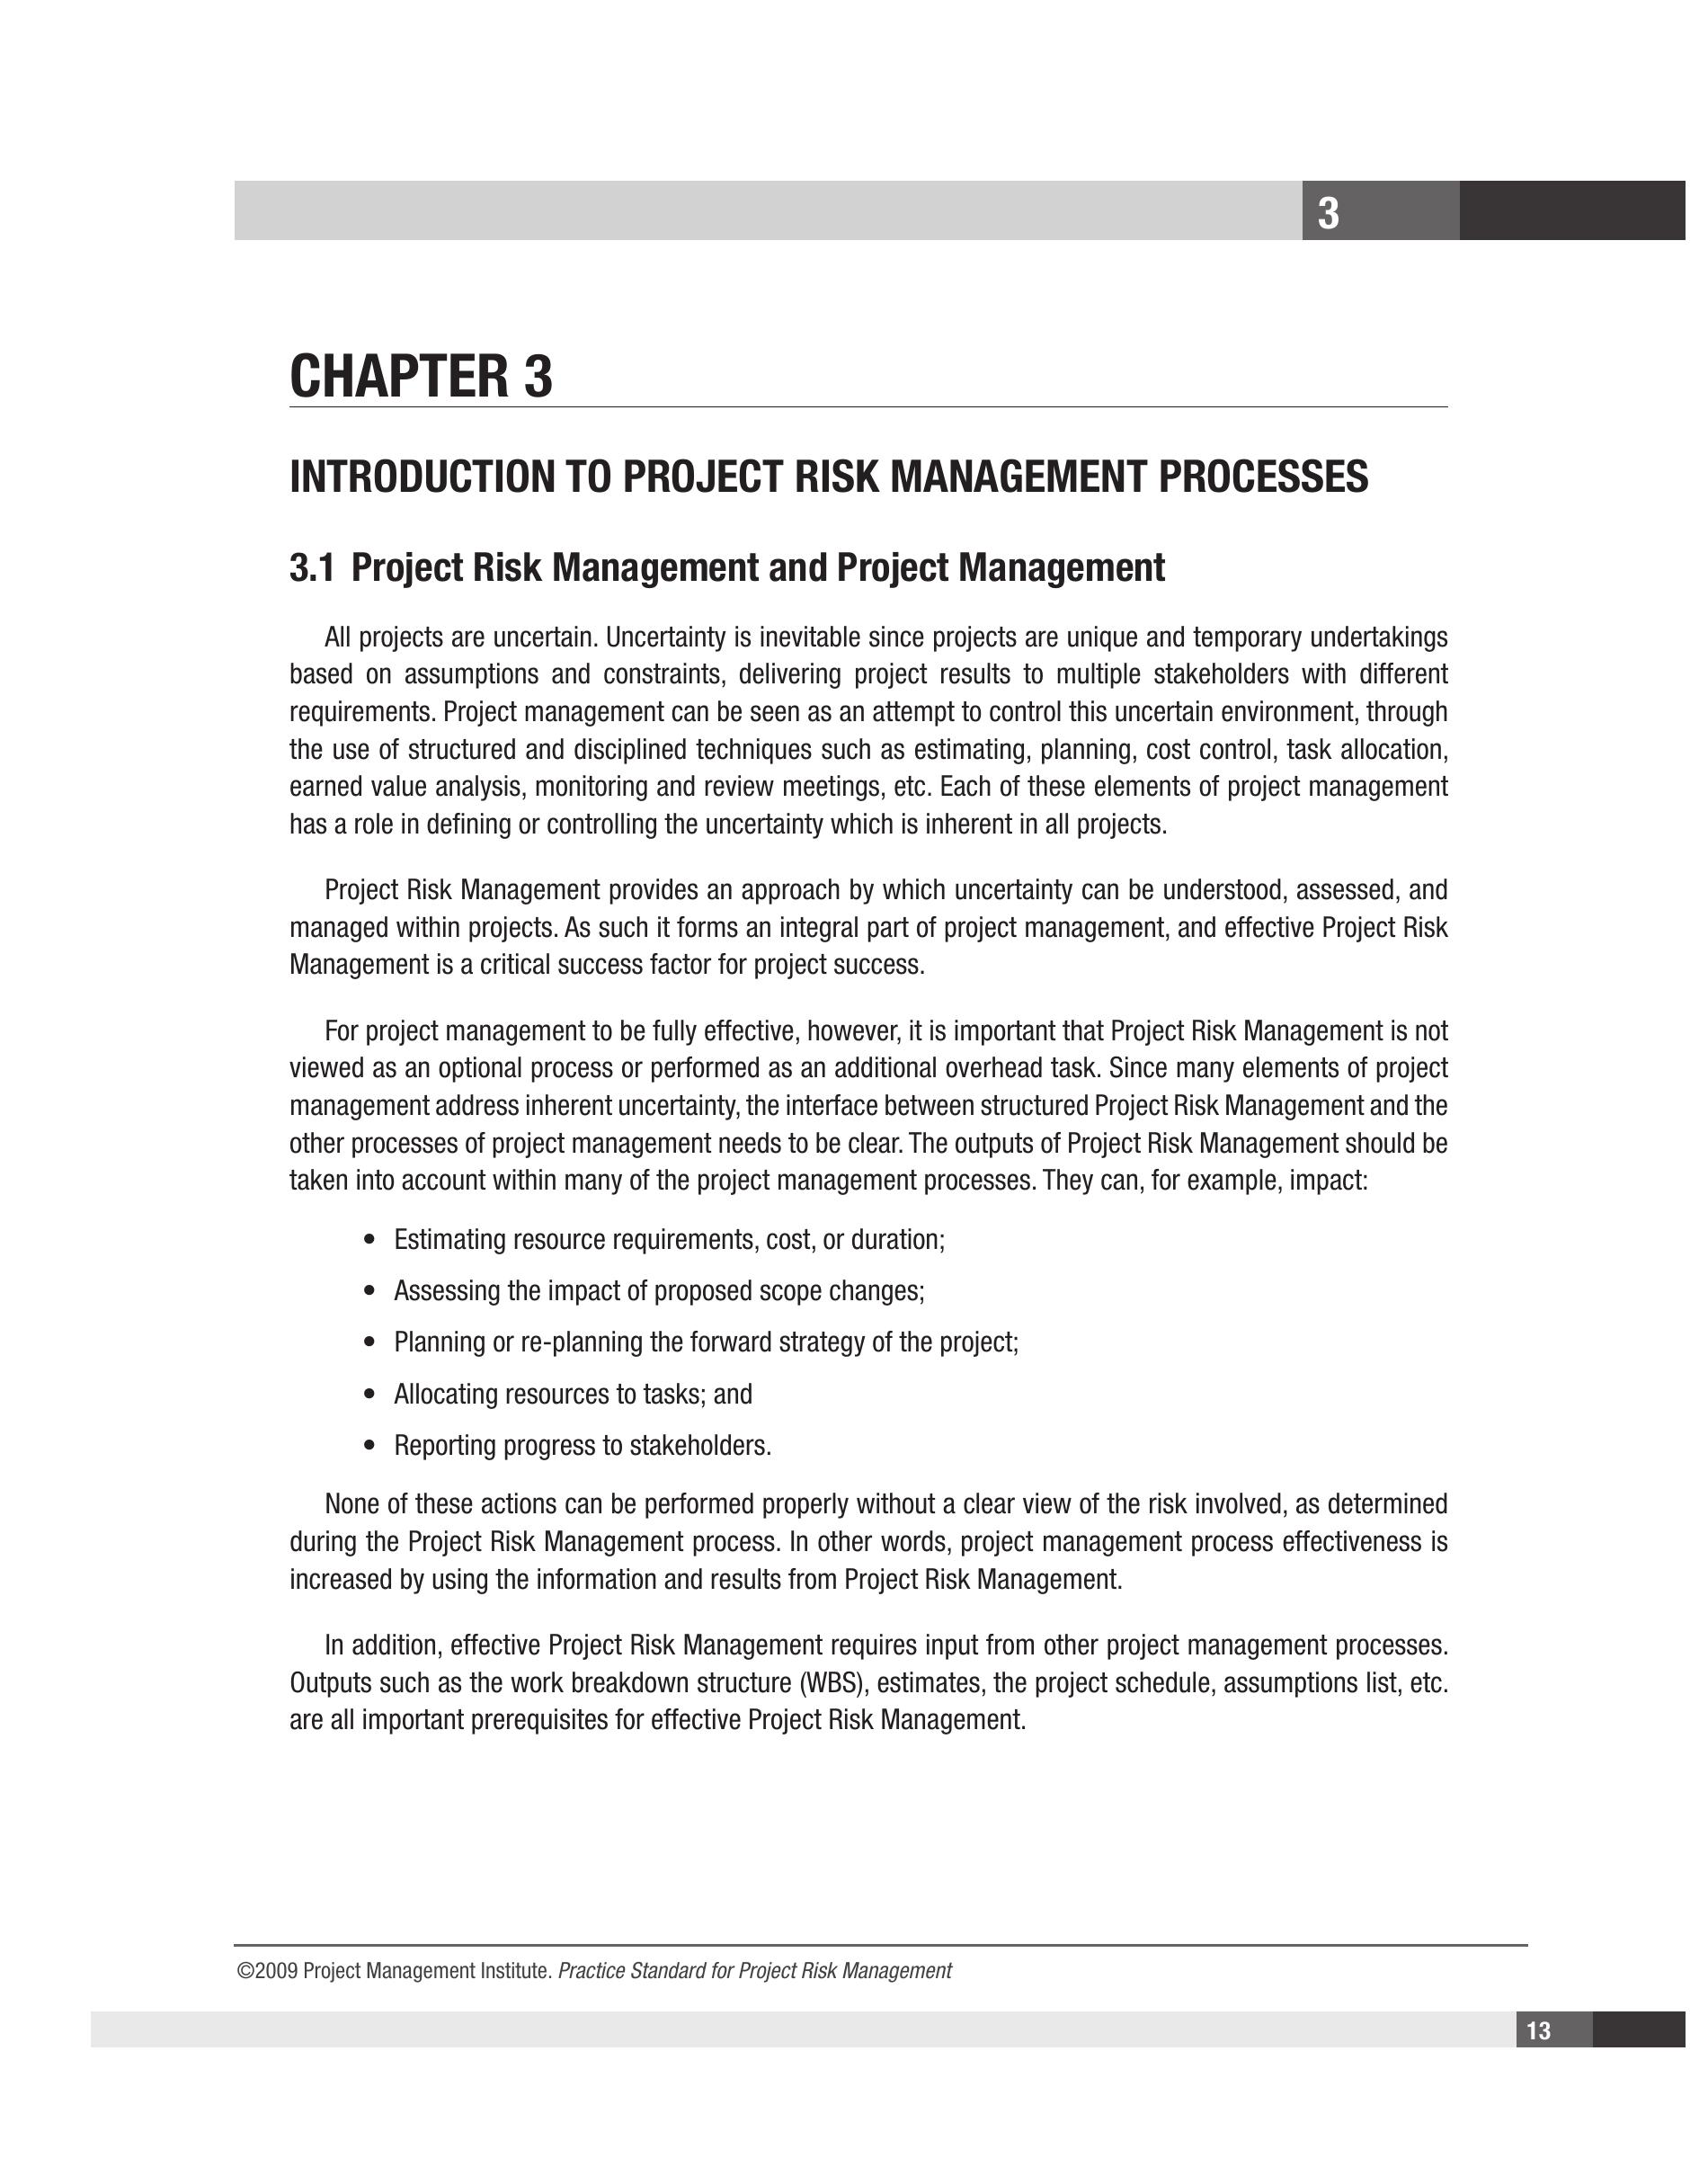 3
CHAPTER 3
INTRODUCTION TO PROJECT RISK MANAGEMENT PROCESSES
3.1 Project Risk Management and Project Management
All projects are uncertain. Uncertainty is inevitable since projects are unique and temporary undertakings
based on assumptions and constraints, delivering project results to multiple stakeholders with different
requirements. Project management can be seen as an attempt to control this uncertain environment, through
the use of structured and disciplined techniques such as estimating, planning, cost control, task allocation,
earned value analysis, monitoring and review meetings, etc. Each of these elements of project management
has a role in defining or controlling the uncertainty which is inherent in all projects.
Project Risk Management provides an approach by which uncertainty can be understood, assessed, and
managed within projects. As such it forms an integral part of project management, and effective Project Risk
Management is a critical success factor for project success.
For project management to be fully effective, however, it is important that Project Risk Management is not
viewed as an optional process or performed as an additional overhead task. Since many elements of project
management address inherent uncertainty, the interface between structured Project Risk Management and the
other processes of project management needs to be clear. The outputs of Project Risk Management should be
taken into account within many of the project management processes. They can, for example, impact:
• Estimating resource requirements, cost, or duration;
• Assessing the impact of proposed scope changes;
• Planning or re-planning the forward strategy of the project;
• Allocating resources to tasks; and
• Reporting progress to stakeholders.
None of these actions can be performed properly without a clear view of the risk involved, as determined
during the Project Risk Management process. In other words, project management process effectiveness is
increased by using the information and results from Project Risk Management.
In addition, effective Project Risk Management requires input from other project management processes.
Outputs such as the work breakdown structure (WBS), estimates, the project schedule, assumptions list, etc.
are all important prerequisites for effective Project Risk Management.
©2009 Project Management Institute. Practice Standard for Project Risk Management
13